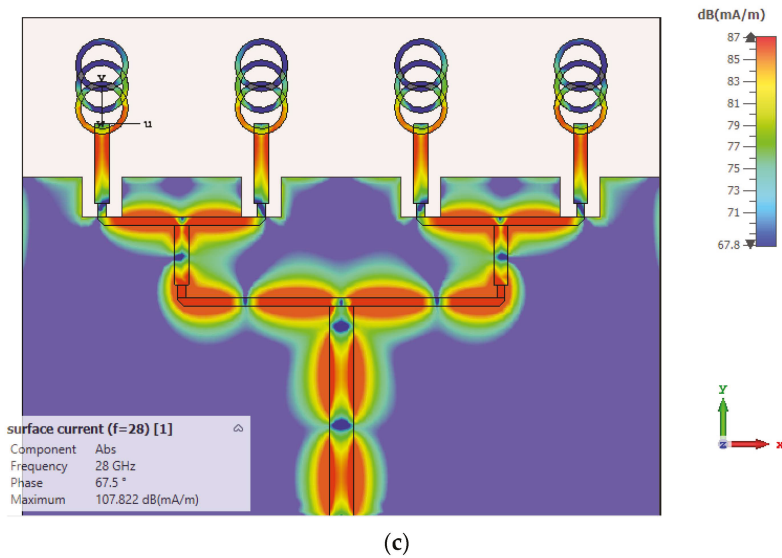 dB(mA/m)
87
85
83
81
79
77
75
73
71
67.8
v
w
u
surface current (f=28) [1]
Component Abs
Frequency 28 GHz
Phase 67.5 °
Maximum 107.822 dB(mA/m)
Y
z
x
(c)